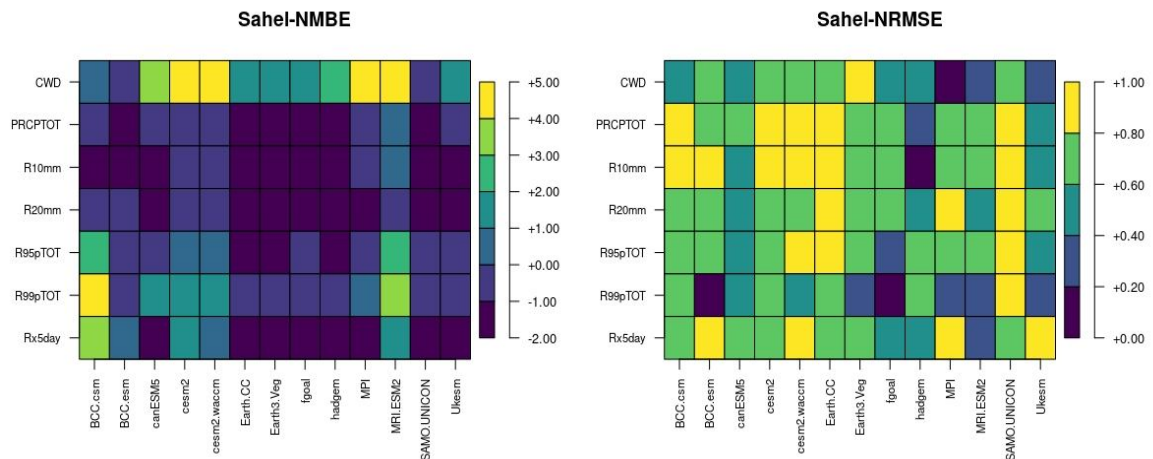 Sahel-NMBE
CWD
PRCPTOT
R10mm
R20mm
R95pTOT
R99pTOT
Rx5day
+5.00
+4.00
+3.00
+2.00
+1.00
+0.00
-1.00
-2.00
BCC.csm
BCC.esm
canESM5
cesm2
cesm2.waccm
Earth.CC
Earth3.Veg
fgoal
hadgem
MPI
MRI.ESM2
SAMO.UNICON
Ukesm
Sahel-NRMSE
CWD
PRCPTOT
R10mm
R20mm
R95pTOT
R99pTOT
Rx5day
+1.00
+0.80
+0.60
+0.40
+0.20
+0.00
BCC.csm
BCC.esm
canESM5
cesm2
cesm2.waccm
Earth.CC
Earth3.Veg
fgoal
hadgem
MPI
MRI.ESM2
SAMO.UNICON
Ukesm